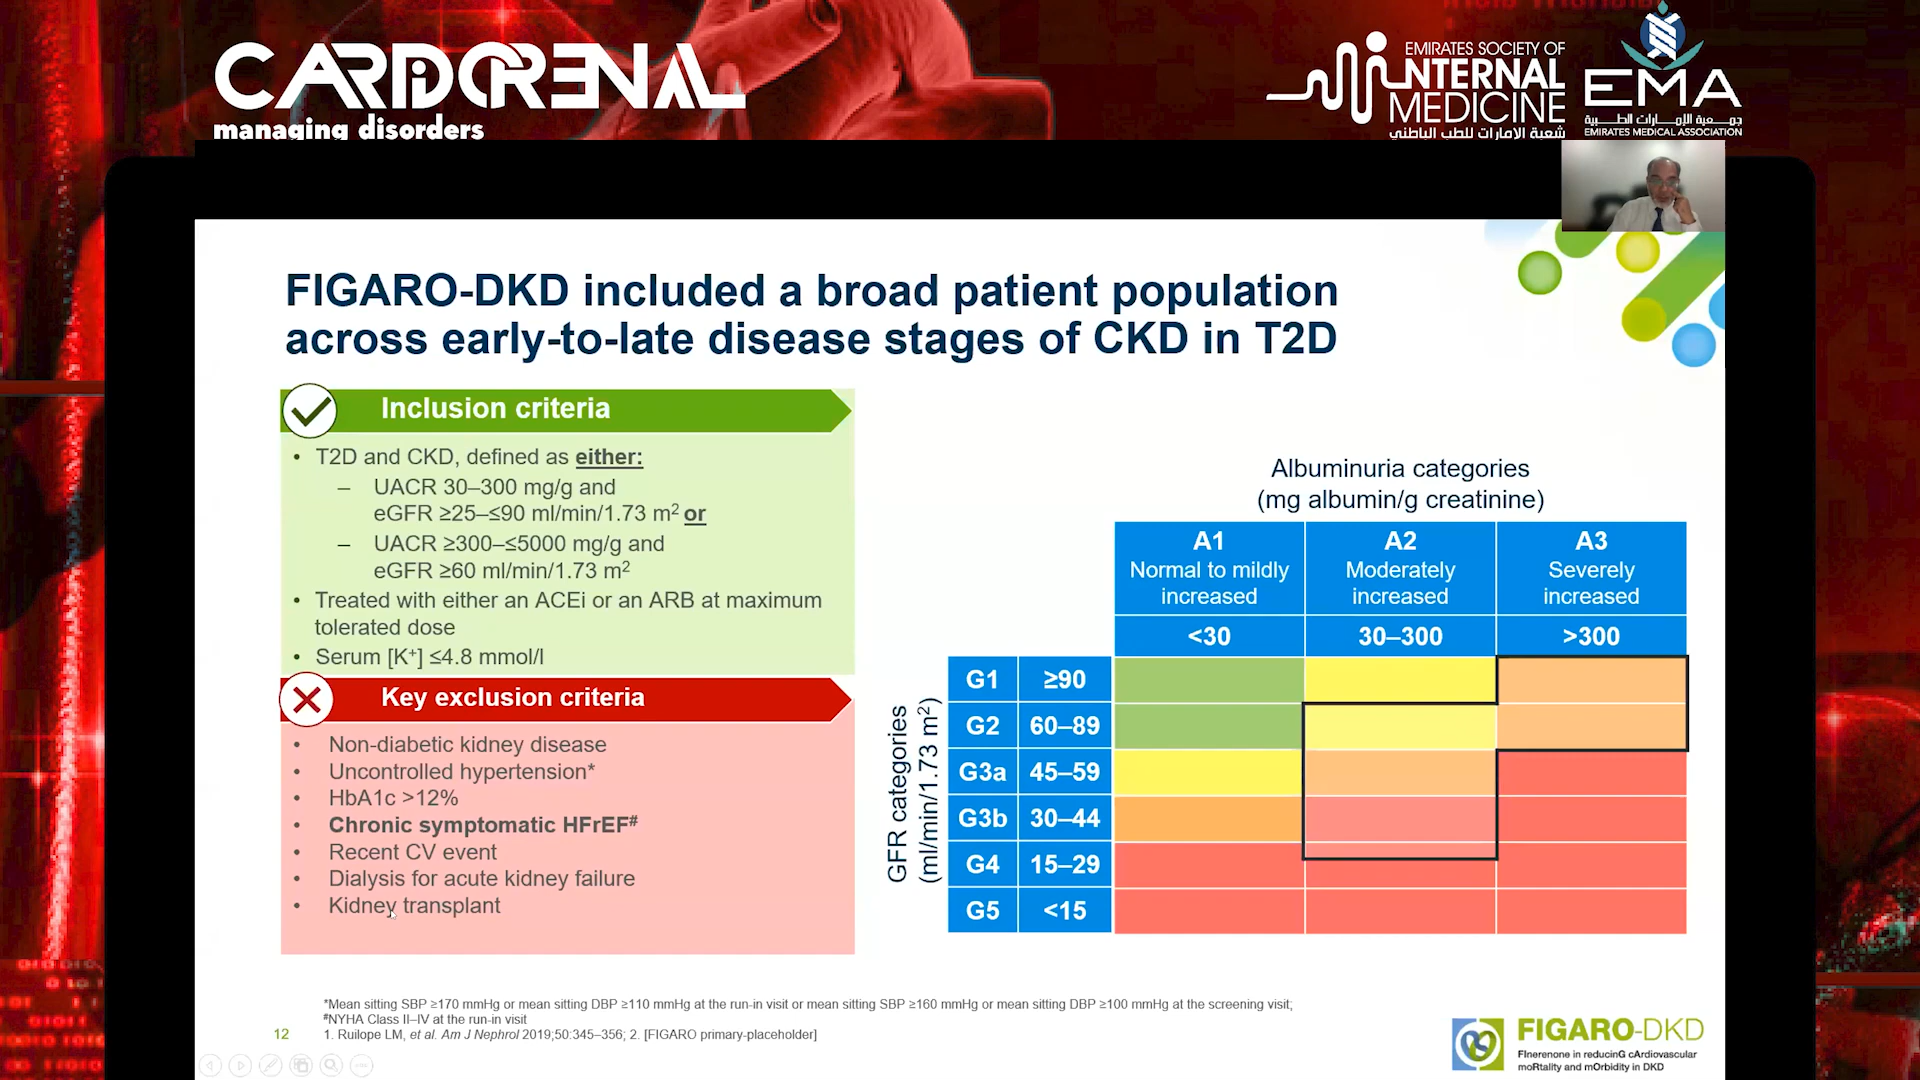 CARDIORENAL
managing disorders
EMIRATES SOCIETY OF
INTERNAL
MEDICINE
شعبة الإمارات للطب الباطني
EMA
جمعية الإمارات الطبية
EMIRATES MEDICAL ASSOCIATION
FIGARO-DKD included a broad patient population
across early-to-late disease stages of CKD in T2D
Inclusion criteria
• T2D and CKD, defined as either:
– UACR 30–300 mg/g and
eGFR ≥25–≤90 ml/min/1.73 m² or
– UACR ≥300–≤5000 mg/g and
eGFR ≥60 ml/min/1.73 m²
• Treated with either an ACEi or an ARB at maximum
tolerated dose
• Serum [K⁺] ≤4.8 mmol/l
Key exclusion criteria
• Non-diabetic kidney disease
• Uncontrolled hypertension*
• HbA1c >12%
• Chronic symptomatic HFrEF#
• Recent CV event
• Dialysis for acute kidney failure
• Kidney transplant
Albuminuria categories
(mg albumin/g creatinine)
A1
Normal to mildly
increased
A2
Moderately
increased
A3
Severely
increased
<30
30–300
>300
GFR categories
(ml/min/1.73 m²)
G1 ≥90
G2 60–89
G3a 45–59
G3b 30–44
G4 15–29
G5 <15
*Mean sitting SBP ≥170 mmHg or mean sitting DBP ≥110 mmHg at the run-in visit or mean sitting SBP ≥160 mmHg or mean sitting DBP ≥100 mmHg at the screening visit;
#NYHA Class II–IV at the run-in visit
1. Ruilope LM, et al. Am J Nephrol 2019;50:345–356; 2. [FIGARO primary-placeholder]
12
FIGARO-DKD
FInerenone in reducinG cArdiovascular
moRtality and mOrbidity in DKD